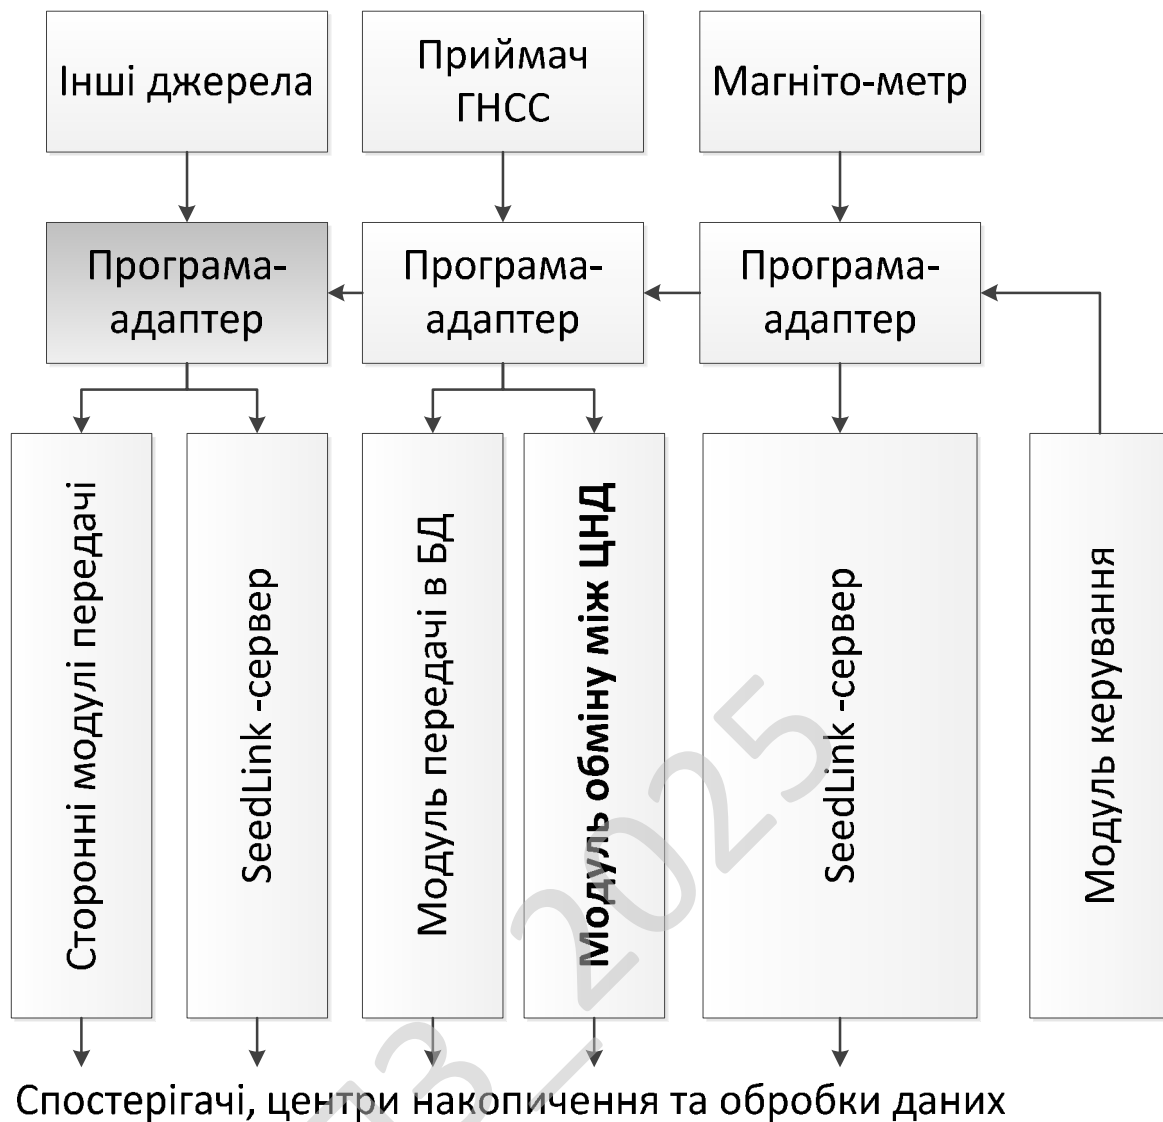 Інші джерела
Приймач
ГНСС
Магніто-метр
Програма-
адаптер
Програма-
адаптер
Програма-
адаптер
Сторонні модулі передачі
SeedLink -сервер
Модуль передачі в БД
Модуль обміну між ЦНД
SeedLink -сервер
Модуль керування
Спостерігачі, центри накопичення та обробки даних